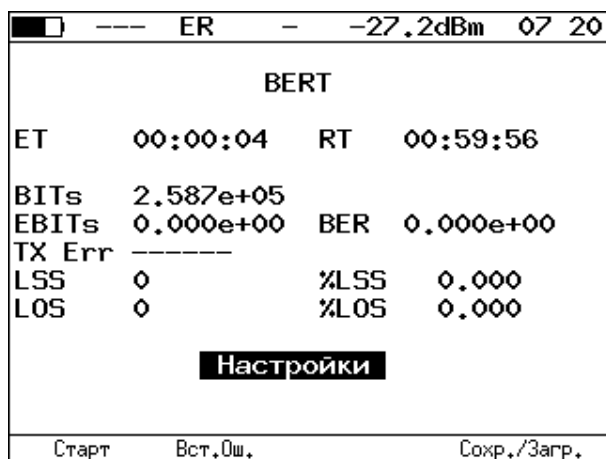 --- ER - -27.2dBm 07 20
BERT
ET 00:00:04 RT 00:59:56
BITs 2.587e+05
EBITs 0.000e+00 BER 0.000e+00
TX Err ------
LSS 0 %LSS 0.000
LOS 0 %LOS 0.000
Настройки
Старт Вст.Ош. Сохр./Загр.